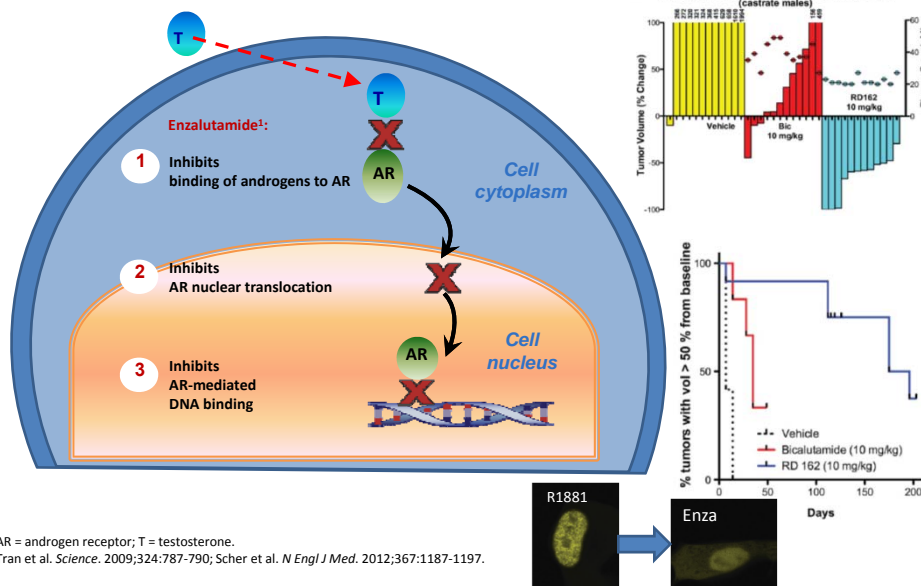 T
T
Enzalutamide¹:
1
Inhibits
binding of androgens to AR
AR
Cell
cytoplasm
2
Inhibits
AR nuclear translocation
Cell
nucleus
AR
3
Inhibits
AR-mediated
DNA binding
AR = androgen receptor; T = testosterone.
Tran et al. Science. 2009;324:787-790; Scher et al. N Engl J Med. 2012;367:1187-1197.
(castrate males)
Tumor Volume (% Change)
100
50
0
-50
-100
60
40
20
0
Vehicle
Bic
10 mg/kg
RD162
10 mg/kg
% tumors with vol > 50 % from baseline
100
50
0
Vehicle
Bicalutamide (10 mg/kg)
RD 162 (10 mg/kg)
0
50
100
150
200
Days
R1881
Enza